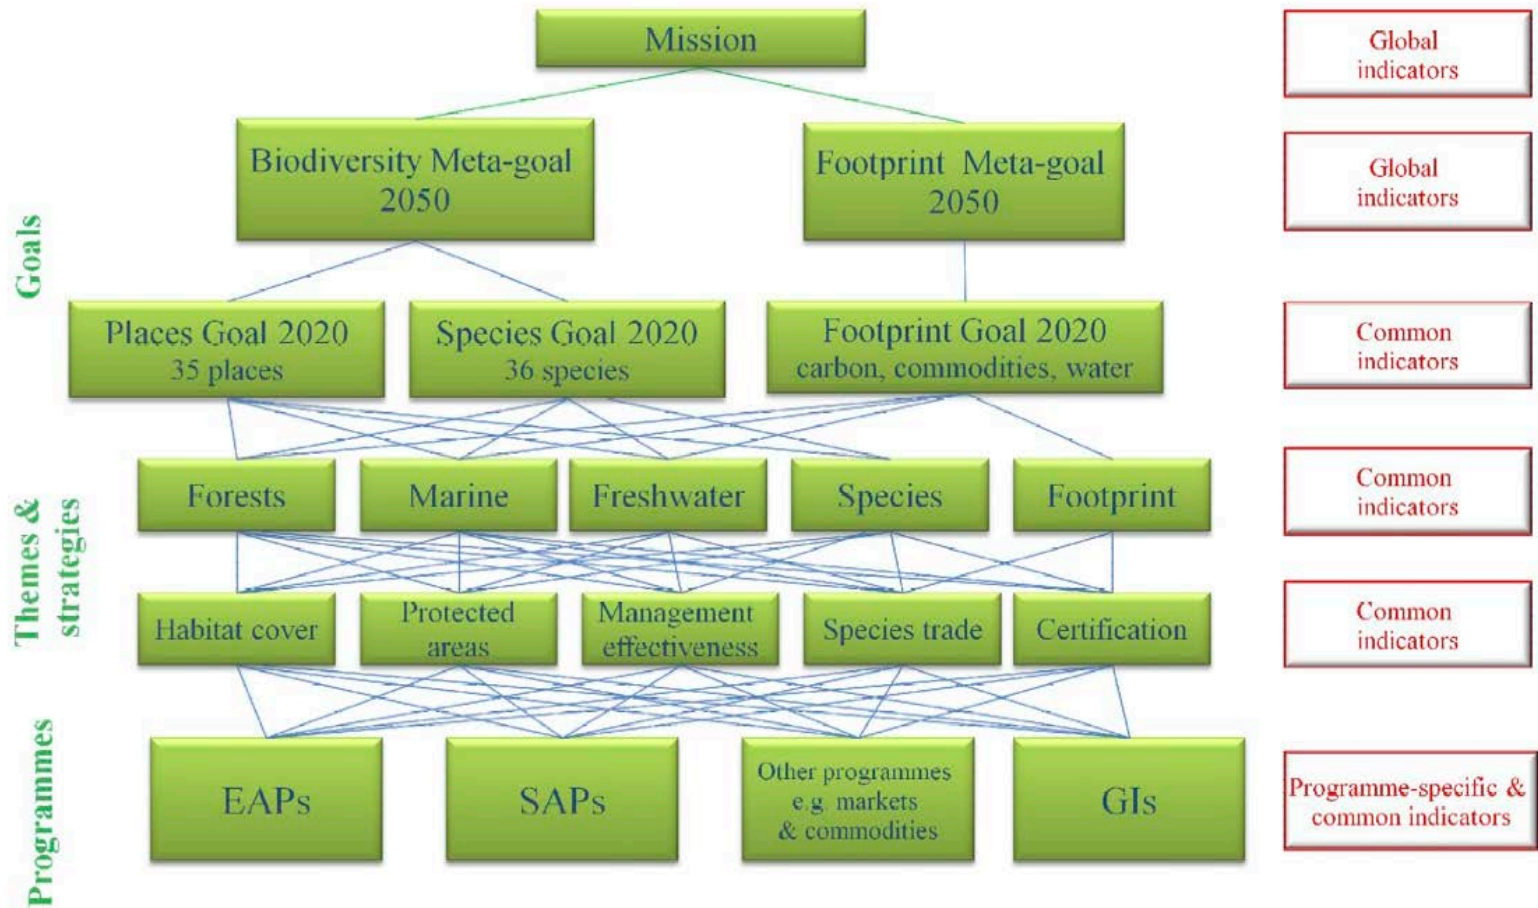 Mission
Global
indicators
Biodiversity Meta-goal
2050
Footprint Meta-goal
2050
Global
indicators
Goals
Places Goal 2020
35 places
Species Goal 2020
36 species
Footprint Goal 2020
carbon, commodities, water
Common
indicators
Themes &
strategies
Forests
Marine
Freshwater
Species
Footprint
Common
indicators
Habitat cover
Protected
areas
Management
effectiveness
Species trade
Certification
Common
indicators
Programmes
EAPs
SAPs
Other programmes
e.g. markets
& commodities
GIs
Programme-specific &
common indicators